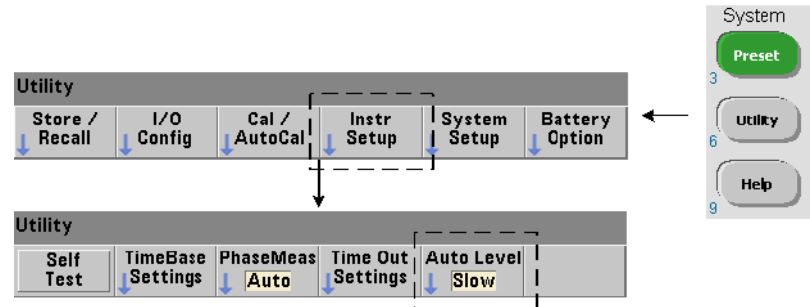 System
Preset
3
Utility
6
Help
9
Utility
Store / Recall
I/O Config
Cal / AutoCal
Instr Setup
System Setup
Battery Option
Utility
Self Test
TimeBase Settings
PhaseMeas Auto
Time Out Settings
Auto Level Slow